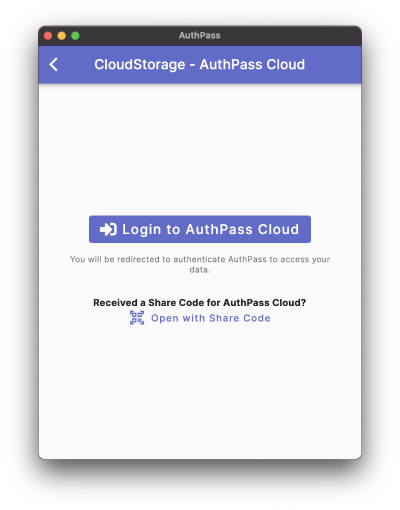 AuthPass
CloudStorage - AuthPass Cloud
Login to AuthPass Cloud
You will be redirected to authenticate AuthPass to access your
data.
Received a Share Code for AuthPass Cloud?
Open with Share Code